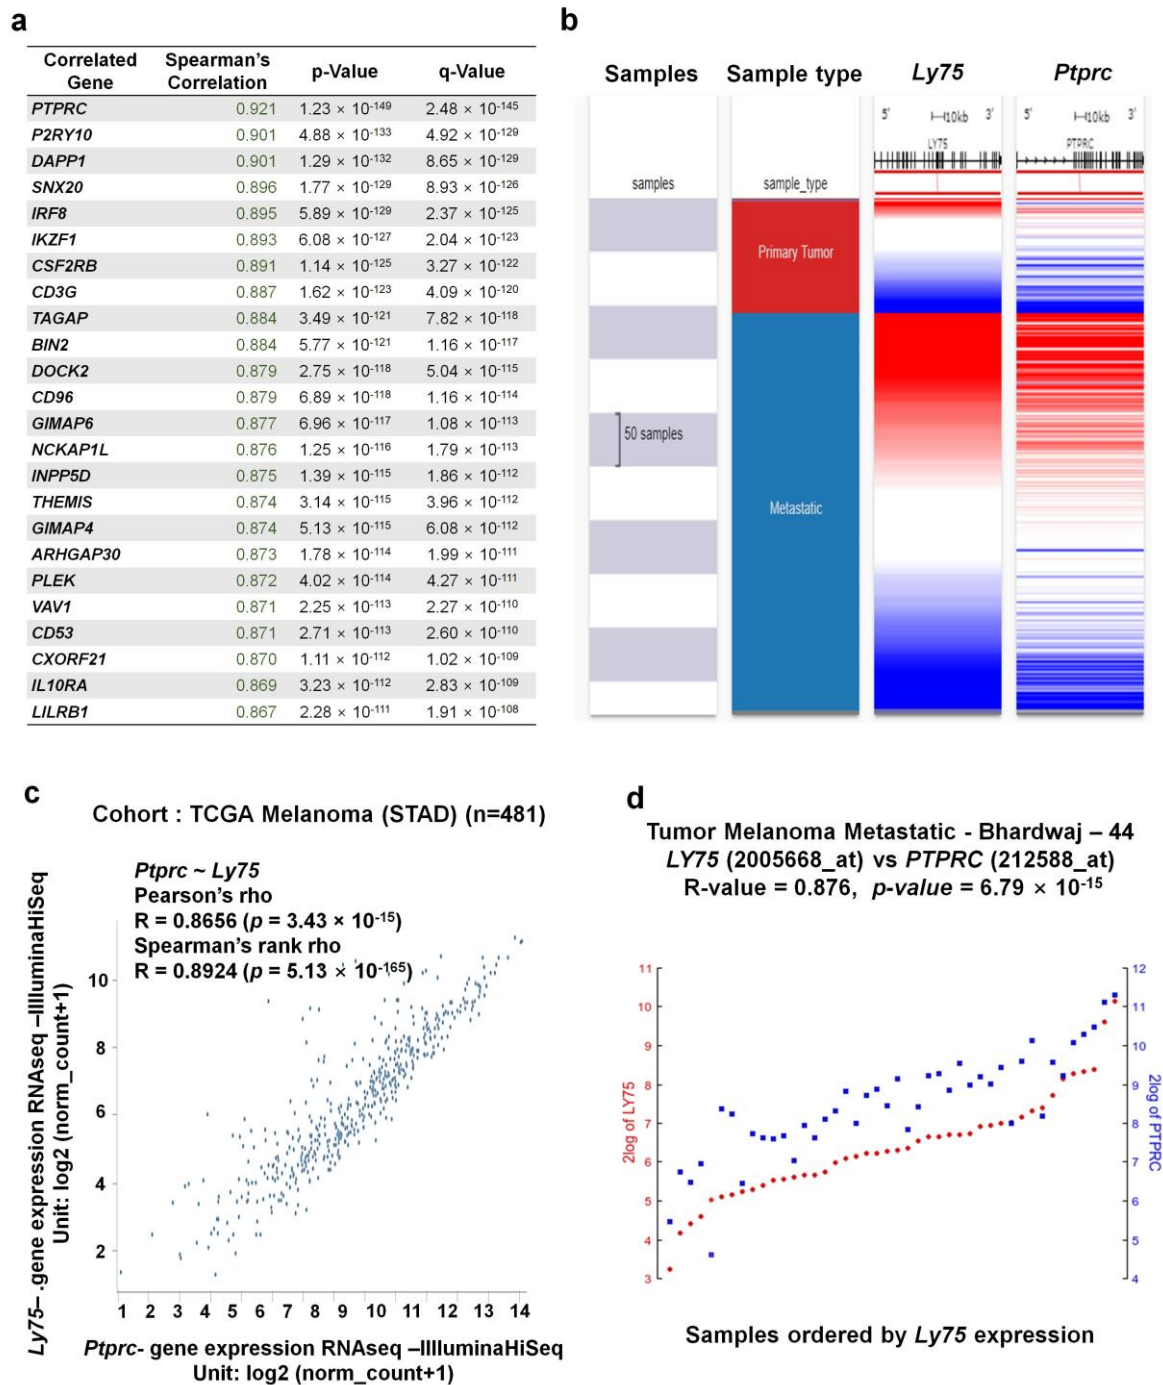 a
Correlated Gene Spearman's Correlation p-Value q-Value
PTPRC 0.921 1.23 × 10-149 2.48 × 10-145
P2RY10 0.901 4.88 × 10-133 4.92 × 10-129
DAPP1 0.901 1.29 × 10-132 8.65 × 10-129
SNX20 0.896 1.77 × 10-129 8.93 × 10-126
IRF8 0.895 5.89 × 10-129 2.37 × 10-125
IKZF1 0.893 6.08 × 10-127 2.04 × 10-123
CSF2RB 0.891 1.14 × 10-125 3.27 × 10-122
CD3G 0.887 1.62 × 10-123 4.09 × 10-120
TAGAP 0.884 3.49 × 10-121 7.82 × 10-118
BIN2 0.884 5.77 × 10-121 1.16 × 10-117
DOCK2 0.879 2.75 × 10-118 5.04 × 10-115
CD96 0.879 6.89 × 10-118 1.16 × 10-114
GIMAP6 0.877 6.96 × 10-117 1.08 × 10-113
NCKAP1L 0.876 1.25 × 10-116 1.79 × 10-113
INPP5D 0.875 1.39 × 10-115 1.86 × 10-112
THEMIS 0.874 3.14 × 10-115 3.96 × 10-112
GIMAP4 0.874 5.13 × 10-115 6.08 × 10-112
ARHGAP30 0.873 1.78 × 10-114 1.99 × 10-111
PLEK 0.872 4.02 × 10-114 4.27 × 10-111
VAV1 0.871 2.25 × 10-113 2.27 × 10-110
CD53 0.871 2.71 × 10-113 2.60 × 10-110
CXORF21 0.870 1.11 × 10-112 1.02 × 10-109
IL10RA 0.869 3.23 × 10-112 2.83 × 10-109
LILRB1 0.867 2.28 × 10-111 1.91 × 10-108
b
Samples Sample type Ly75 Ptprc
5' 10kb 3' 5' 10kb 3'
LY75 PTPRC
samples sample_type
Primary Tumor
50 samples
Metastatic
c
Cohort : TCGA Melanoma (STAD) (n=481)
Ptprc ~ Ly75
Pearson's rho
R = 0.8656 (p = 3.43 × 10-15)
Spearman's rank rho
R = 0.8924 (p = 5.13 × 10-165)
Ly75– .gene expression RNAseq –IlllluminaHiSeq
Unit: log2 (norm_count+1)
10
8
6
4
2
1 2 3 4 5 6 7 8 9 10 11 12 13 14
Ptprc- gene expression RNAseq –IlllluminaHiSeq
Unit: log2 (norm_count+1)
d
Tumor Melanoma Metastatic - Bhardwaj – 44
LY75 (2005668_at) vs PTPRC (212588_at)
R-value = 0.876, p-value = 6.79 × 10-15
2log of LY75
11
10
9
8
7
6
5
4
3
12
11
10
9
8
7
6
5
4
2log of PTPRC
Samples ordered by Ly75 expression